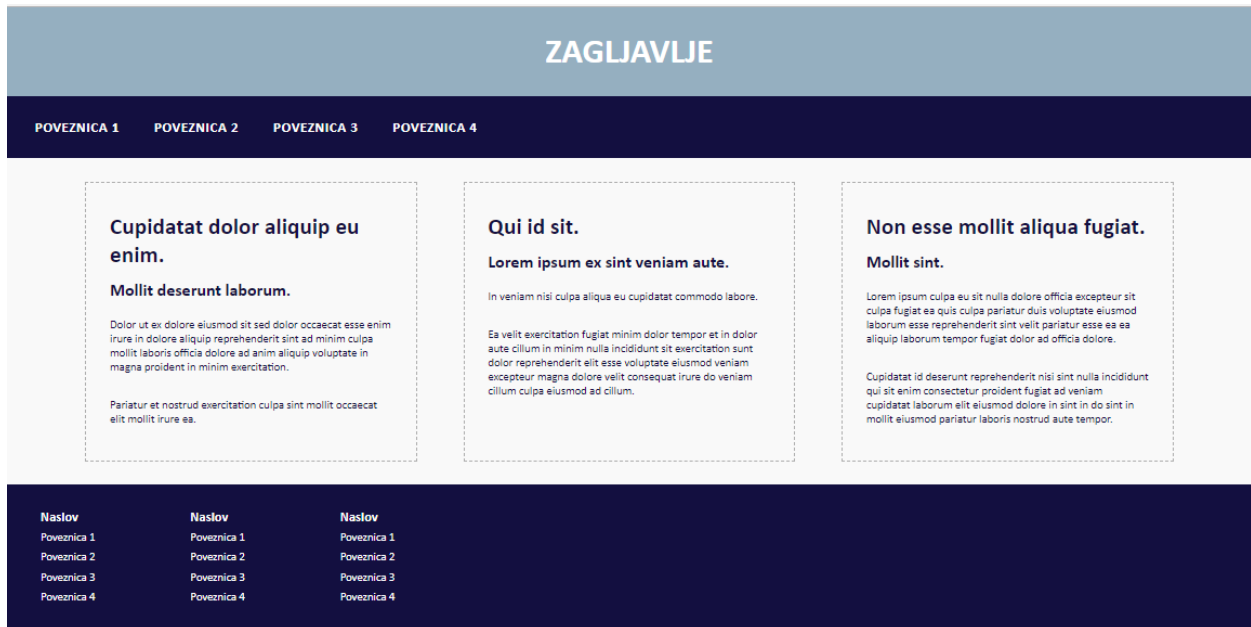 ZAGLJAVLJE
POVEZNICA 1
POVEZNICA 2
POVEZNICA 3
POVEZNICA 4
Cupidatat dolor aliquip eu
enim.
Mollit deserunt laborum.
Dolor ut ex dolore eiusmod sit sed dolor occaecat esse enim
irure in dolore aliquip reprehenderit sint ad minim culpa
mollit laboris officia dolore ad anim aliquip voluptate in
magna proident in minim exercitation.
Pariatur et nostrud exercitation culpa sint mollit occaecat
elit mollit irure ea.
Qui id sit.
Lorem ipsum ex sint veniam aute.
In veniam nisi culpa aliqua eu cupidatat commodo labore.
Ea velit exercitation fugiat minim dolor tempor et in dolor
aute cillum in minim nulla incididunt sit exercitation sunt
dolor reprehenderit elit esse voluptate eiusmod veniam
excepteur magna dolore velit consequat irure do veniam
cillum culpa eiusmod ad cillum.
Non esse mollit aliqua fugiat.
Mollit sint.
Lorem ipsum culpa eu sit nulla dolore officia excepteur sit
culpa fugiat ea quis culpa pariatur duis voluptate eiusmod
laborum esse reprehenderit sint velit pariatur esse ea ea
aliquip laborum tempor fugiat dolor ad officia dolore.
Cupidatat id deserunt reprehenderit nisi sint nulla incididunt
qui sit enim consectetur proident fugiat ad veniam
cupidatat laborum elit eiusmod dolore in sint in do sint in
mollit eiusmod pariatur laboris nostrud aute tempor.
Naslov
Poveznica 1
Poveznica 2
Poveznica 3
Poveznica 4
Naslov
Poveznica 1
Poveznica 2
Poveznica 3
Poveznica 4
Naslov
Poveznica 1
Poveznica 2
Poveznica 3
Poveznica 4